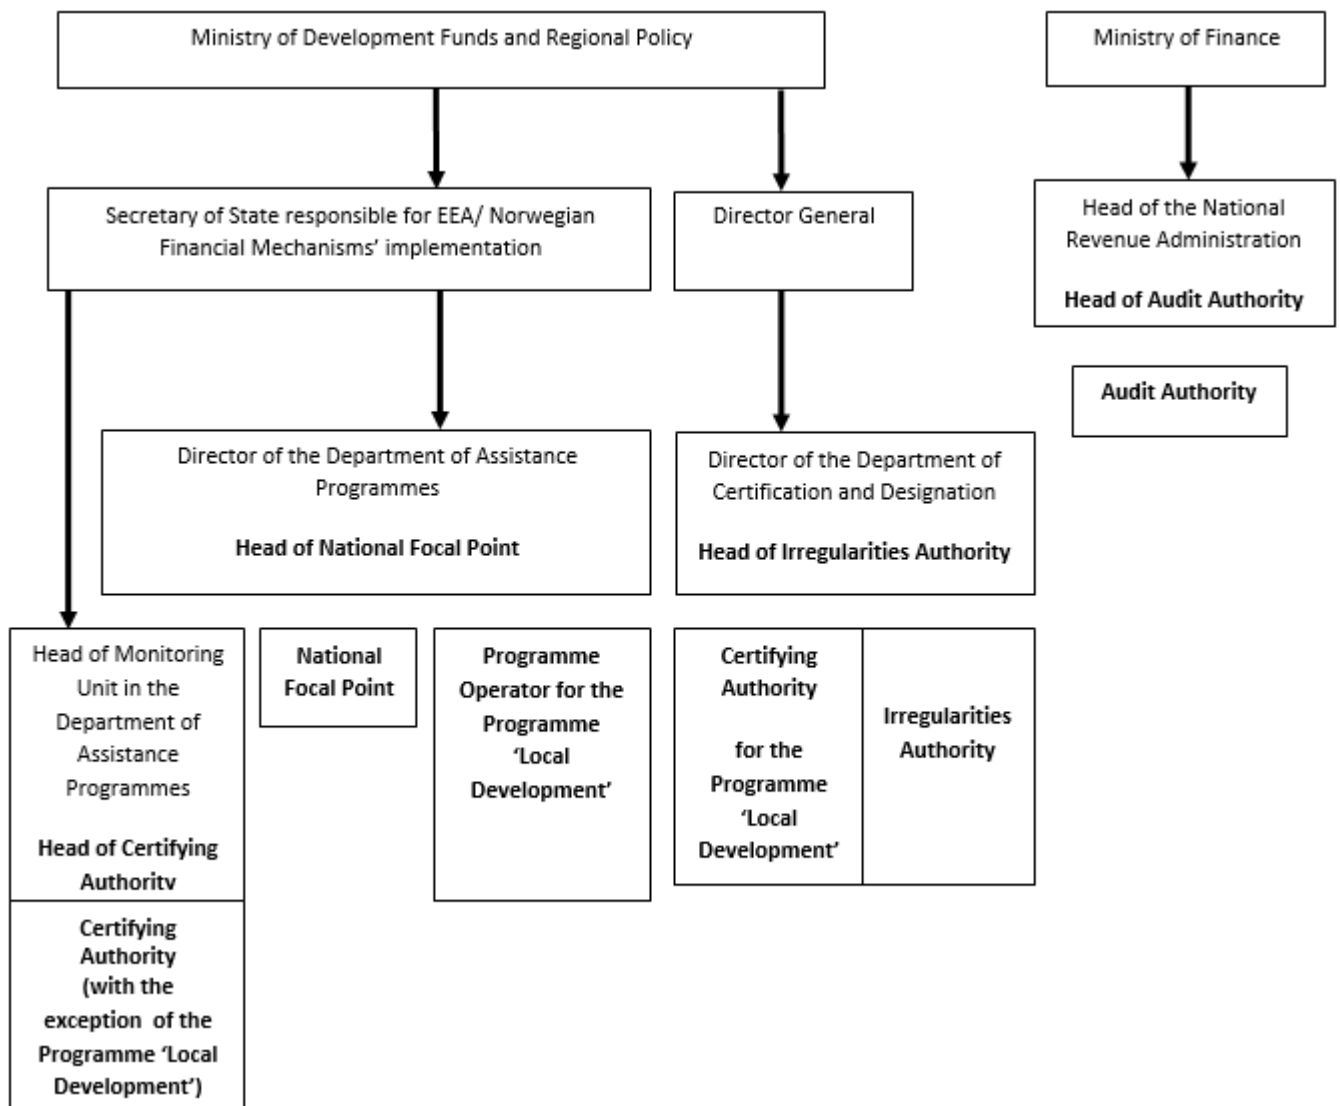 Ministry of Development Funds and Regional Policy
Ministry of Finance
Secretary of State responsible for EEA/ Norwegian
Financial Mechanisms’ implementation
Director General
Head of the National
Revenue Administration
Head of Audit Authority
Audit Authority
Director of the Department of Assistance
Programmes
Head of National Focal Point
Director of the Department of
Certification and Designation
Head of Irregularities Authority
Head of Monitoring
Unit in the
Department of
Assistance
Programmes
Head of Certifying
Authority
Certifying
Authority
(with the
exception of the
Programme ‘Local
Development’)
National
Focal Point
Programme
Operator for the
Programme
‘Local
Development’
Certifying
Authority
for the
Programme
‘Local
Development’
Irregularities
Authority